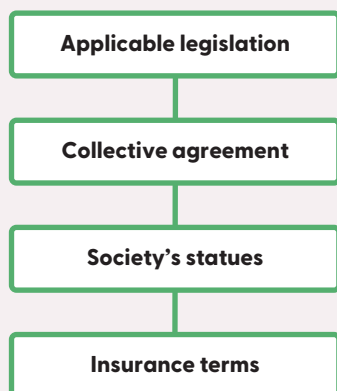 Applicable legislation
Collective agreement
Society's statues
Insurance terms